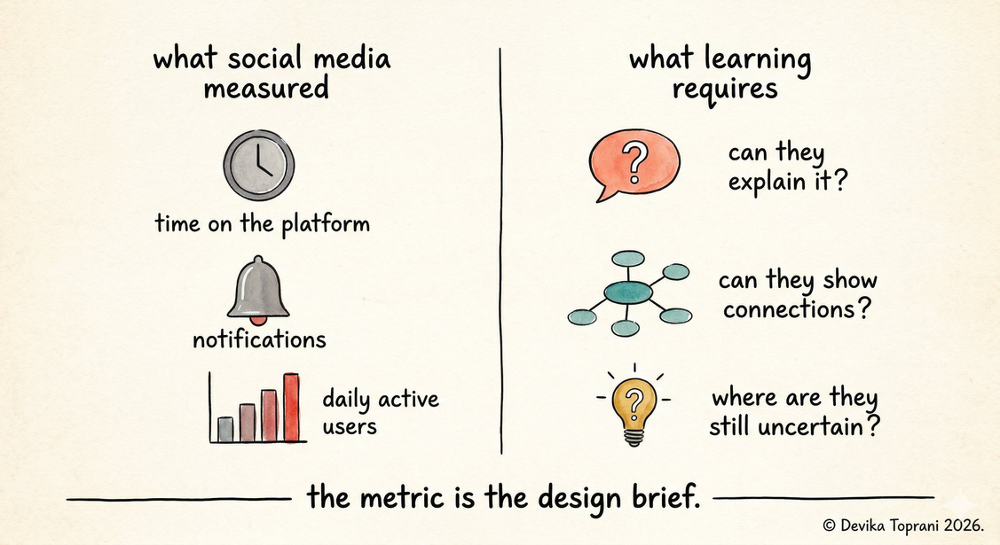 what social media
measured
time on the platform
notifications
daily active
users
what learning
requires
?
can they
explain it?
can they show
connections?
?
where are they
still uncertain?
the metric is the design brief.
© Devika Toprani 2026.